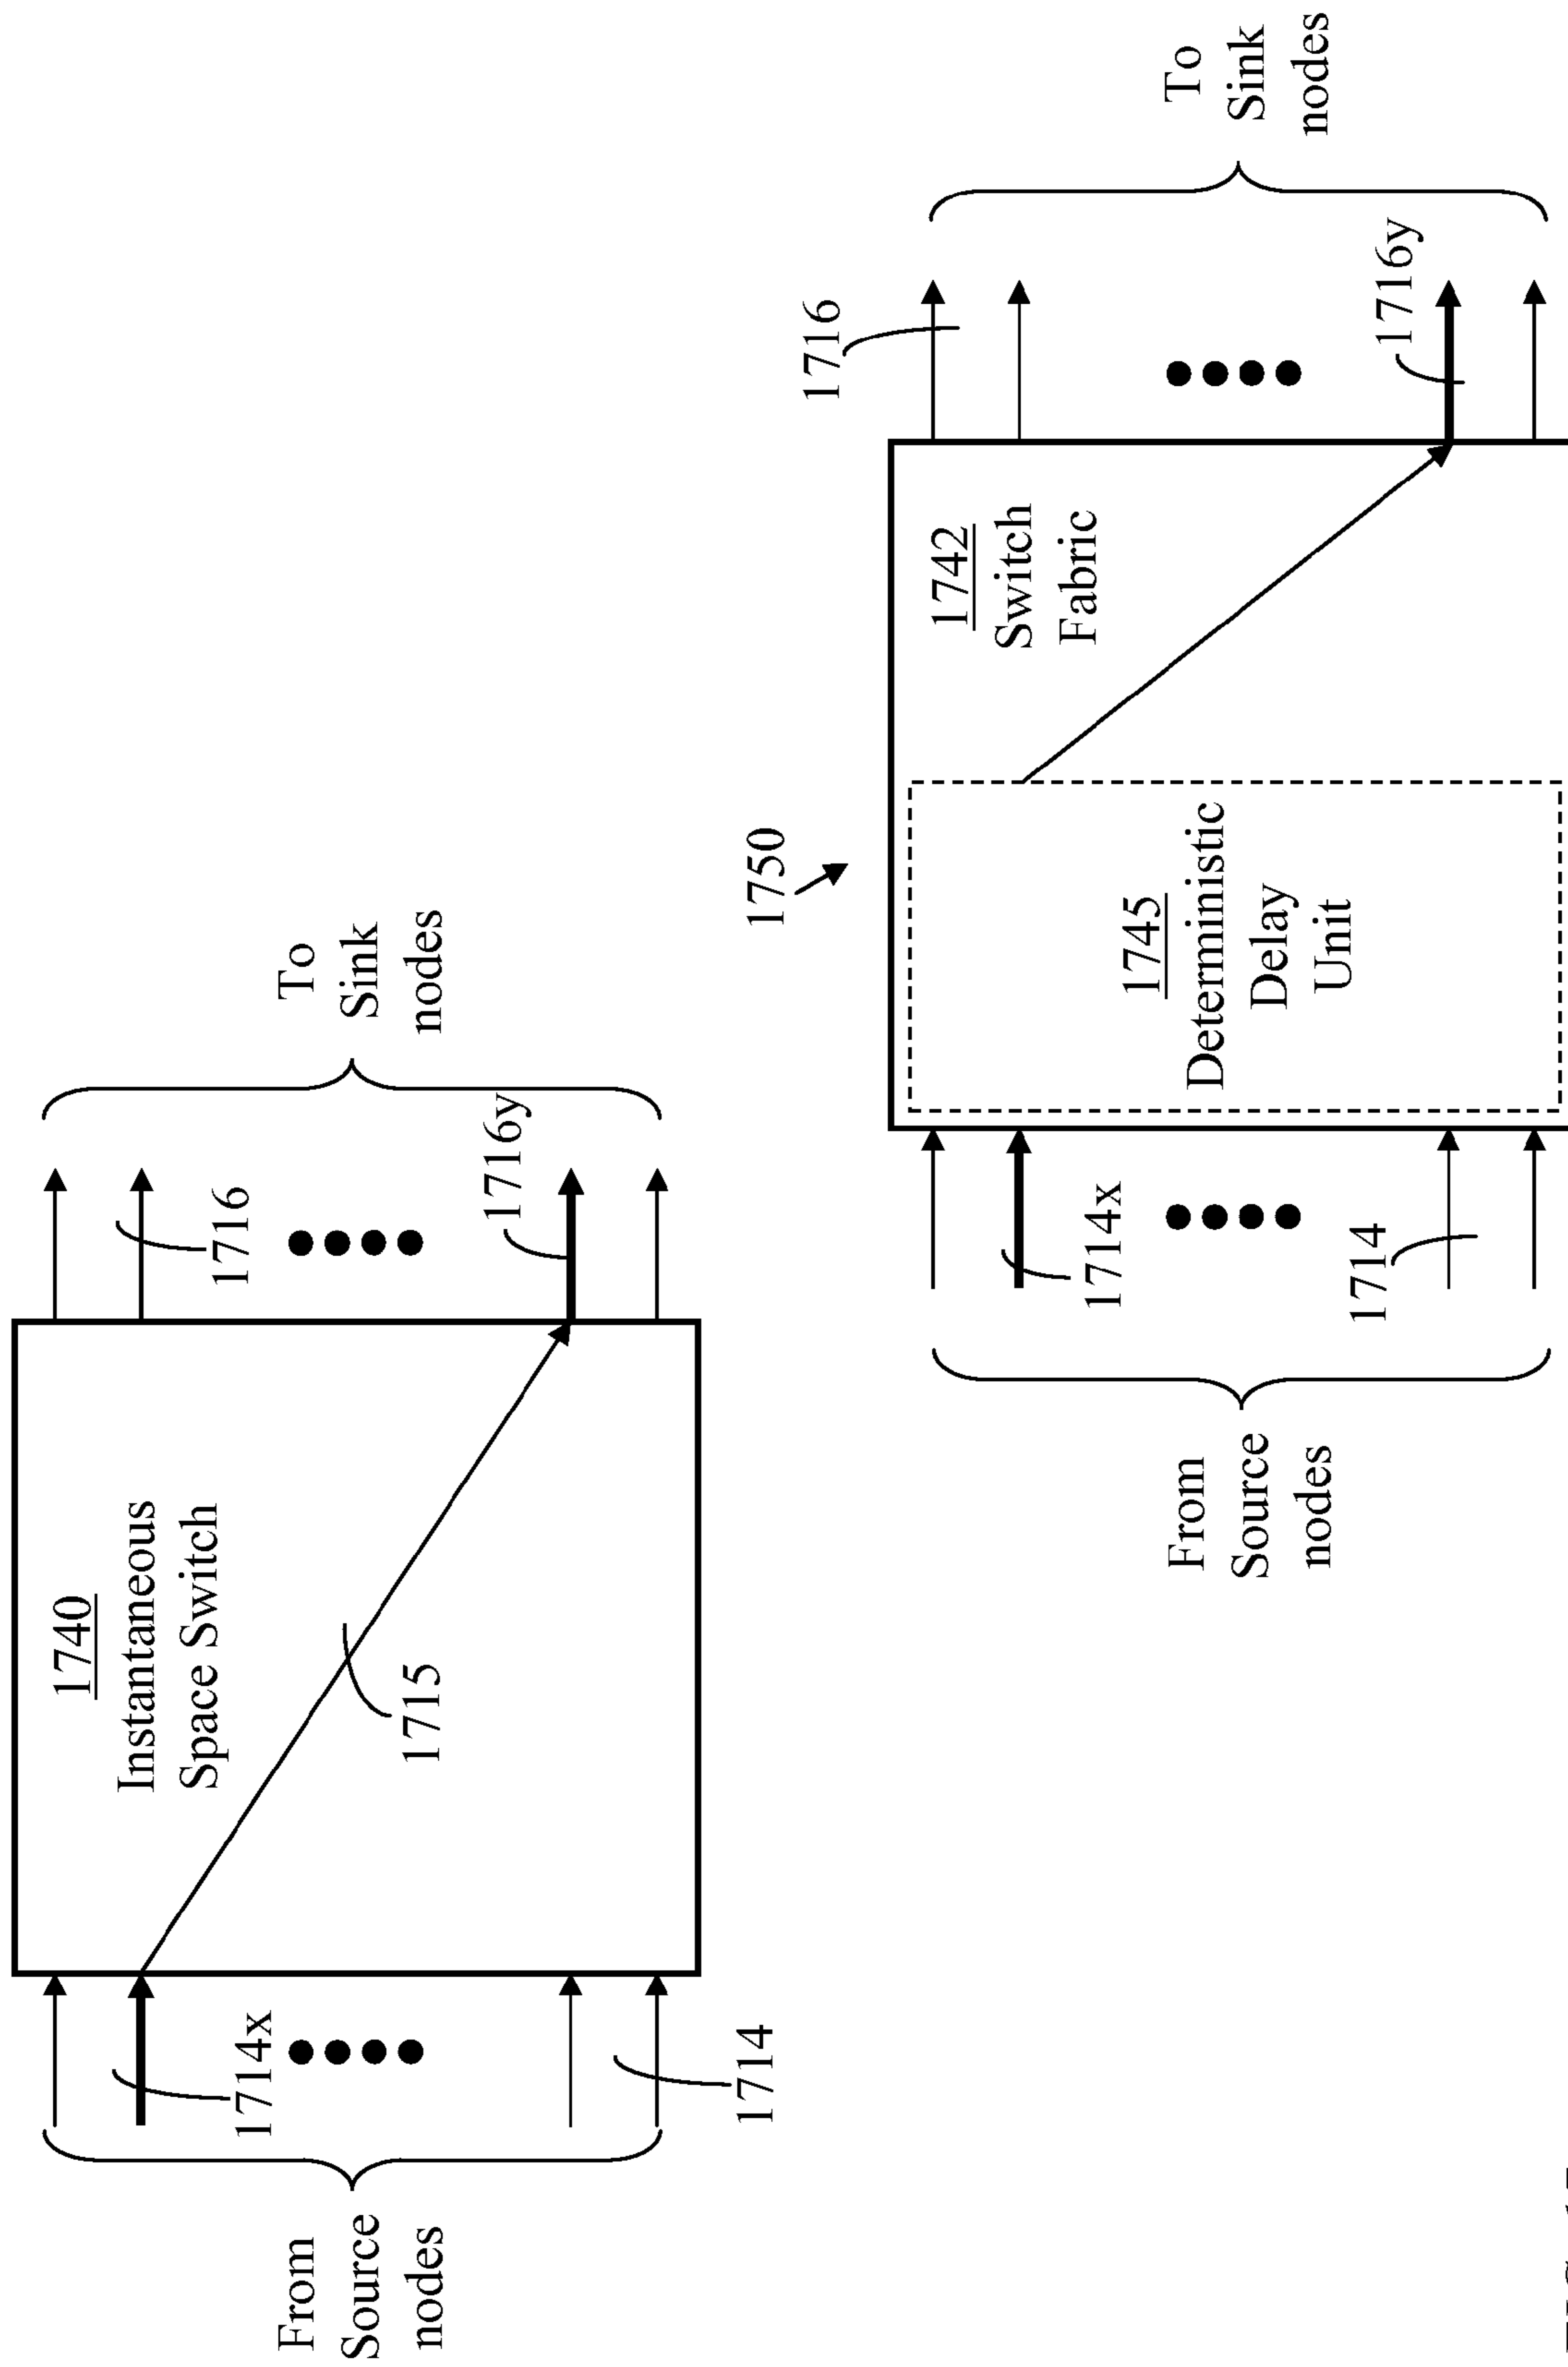 From
Source
nodes
1714x
1714
1740
Instantaneous
Space Switch
1715
1716
1716y
To
Sink
nodes
1750
From
Source
nodes
1714x
1714
1745
Deterministic
Delay
Unit
1742
Switch
Fabric
1716
1716y
To
Sink
nodes